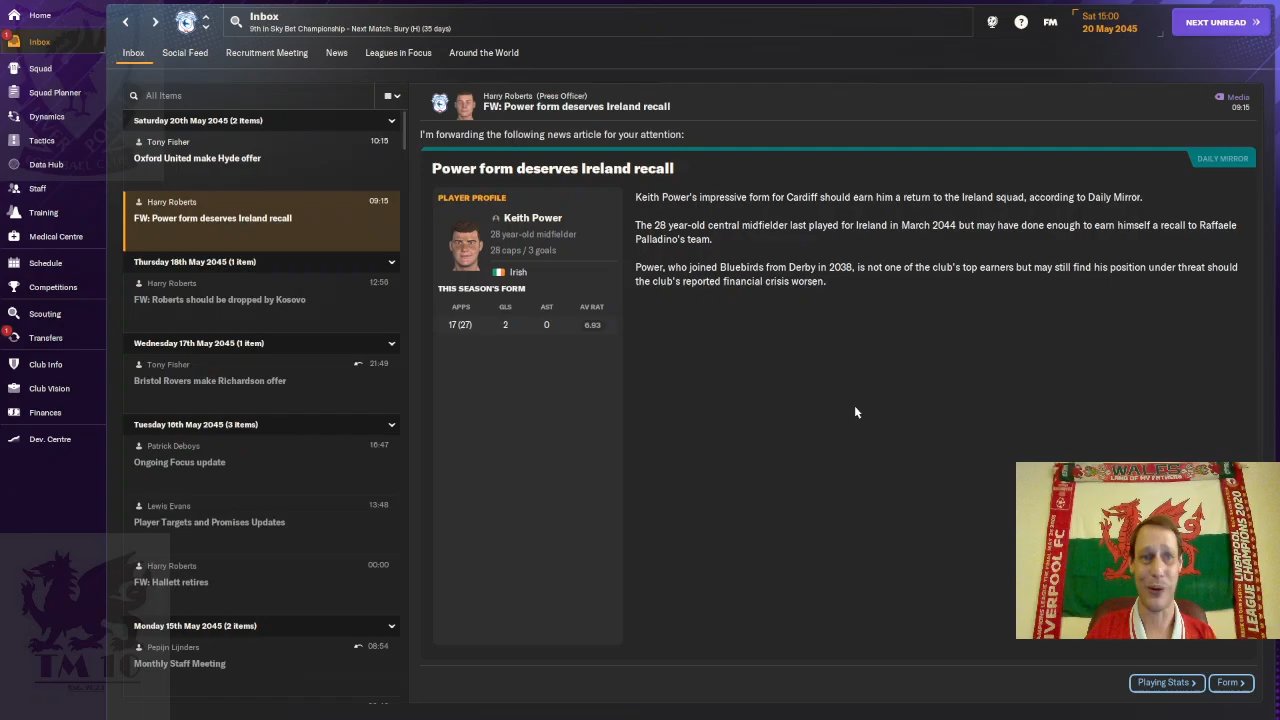 Home
Inbox
Squad
Squad Planner
Dynamics
Tactics
Data Hub
Staff
Training
Medical Centre
Schedule
Competitions
Scouting
Transfers
Club Info
Club Vision
Finances
Dev. Centre
1
1
Inbox
9th in Sky Bet Championship - Next Match: Bury (H) (35 days)
FM
Sat 15:00
20 May 2045
NEXT UNREAD
Inbox
Social Feed
Recruitment Meeting
News
Leagues in Focus
Around the World
All Items
Saturday 20th May 2045 (2 items)
Tony Fisher 10:15
Oxford United make Hyde offer
Harry Roberts 09:15
FW: Power form deserves Ireland recall
Thursday 18th May 2045 (1 item)
Harry Roberts 12:56
FW: Roberts should be dropped by Kosovo
Wednesday 17th May 2045 (1 item)
Tony Fisher 21:49
Bristol Rovers make Richardson offer
Tuesday 16th May 2045 (3 items)
Patrick Deboys 16:47
Ongoing Focus update
Lewis Evans 13:48
Player Targets and Promises Updates
Harry Roberts 00:00
FW: Hallett retires
Monday 15th May 2045 (2 items)
Pepijn Lijnders 08:54
Monthly Staff Meeting
Harry Roberts (Press Officer)
FW: Power form deserves Ireland recall
Media
09:15
I'm forwarding the following news article for your attention:
DAILY MIRROR
Power form deserves Ireland recall
PLAYER PROFILE
Keith Power
28 year-old midfielder
28 caps / 3 goals
Irish
THIS SEASON'S FORM
APPS GLS AST AV RAT
17 (27) 2 0 6.93
Keith Power's impressive form for Cardiff should earn him a return to the Ireland squad, according to Daily Mirror.
The 28 year-old central midfielder last played for Ireland in March 2044 but may have done enough to earn himself a recall to Raffaele
Palladino's team.
Power, who joined Bluebirds from Derby in 2038, is not one of the club's top earners but may still find his position under threat should
the club's reported financial crisis worsen.
Playing Stats
Form
WALES
LAND OF MY FATHERS
LIVERPOOL FC
LIVERPOOL
LEAGUE CHAMPIONS 2020
TM 10